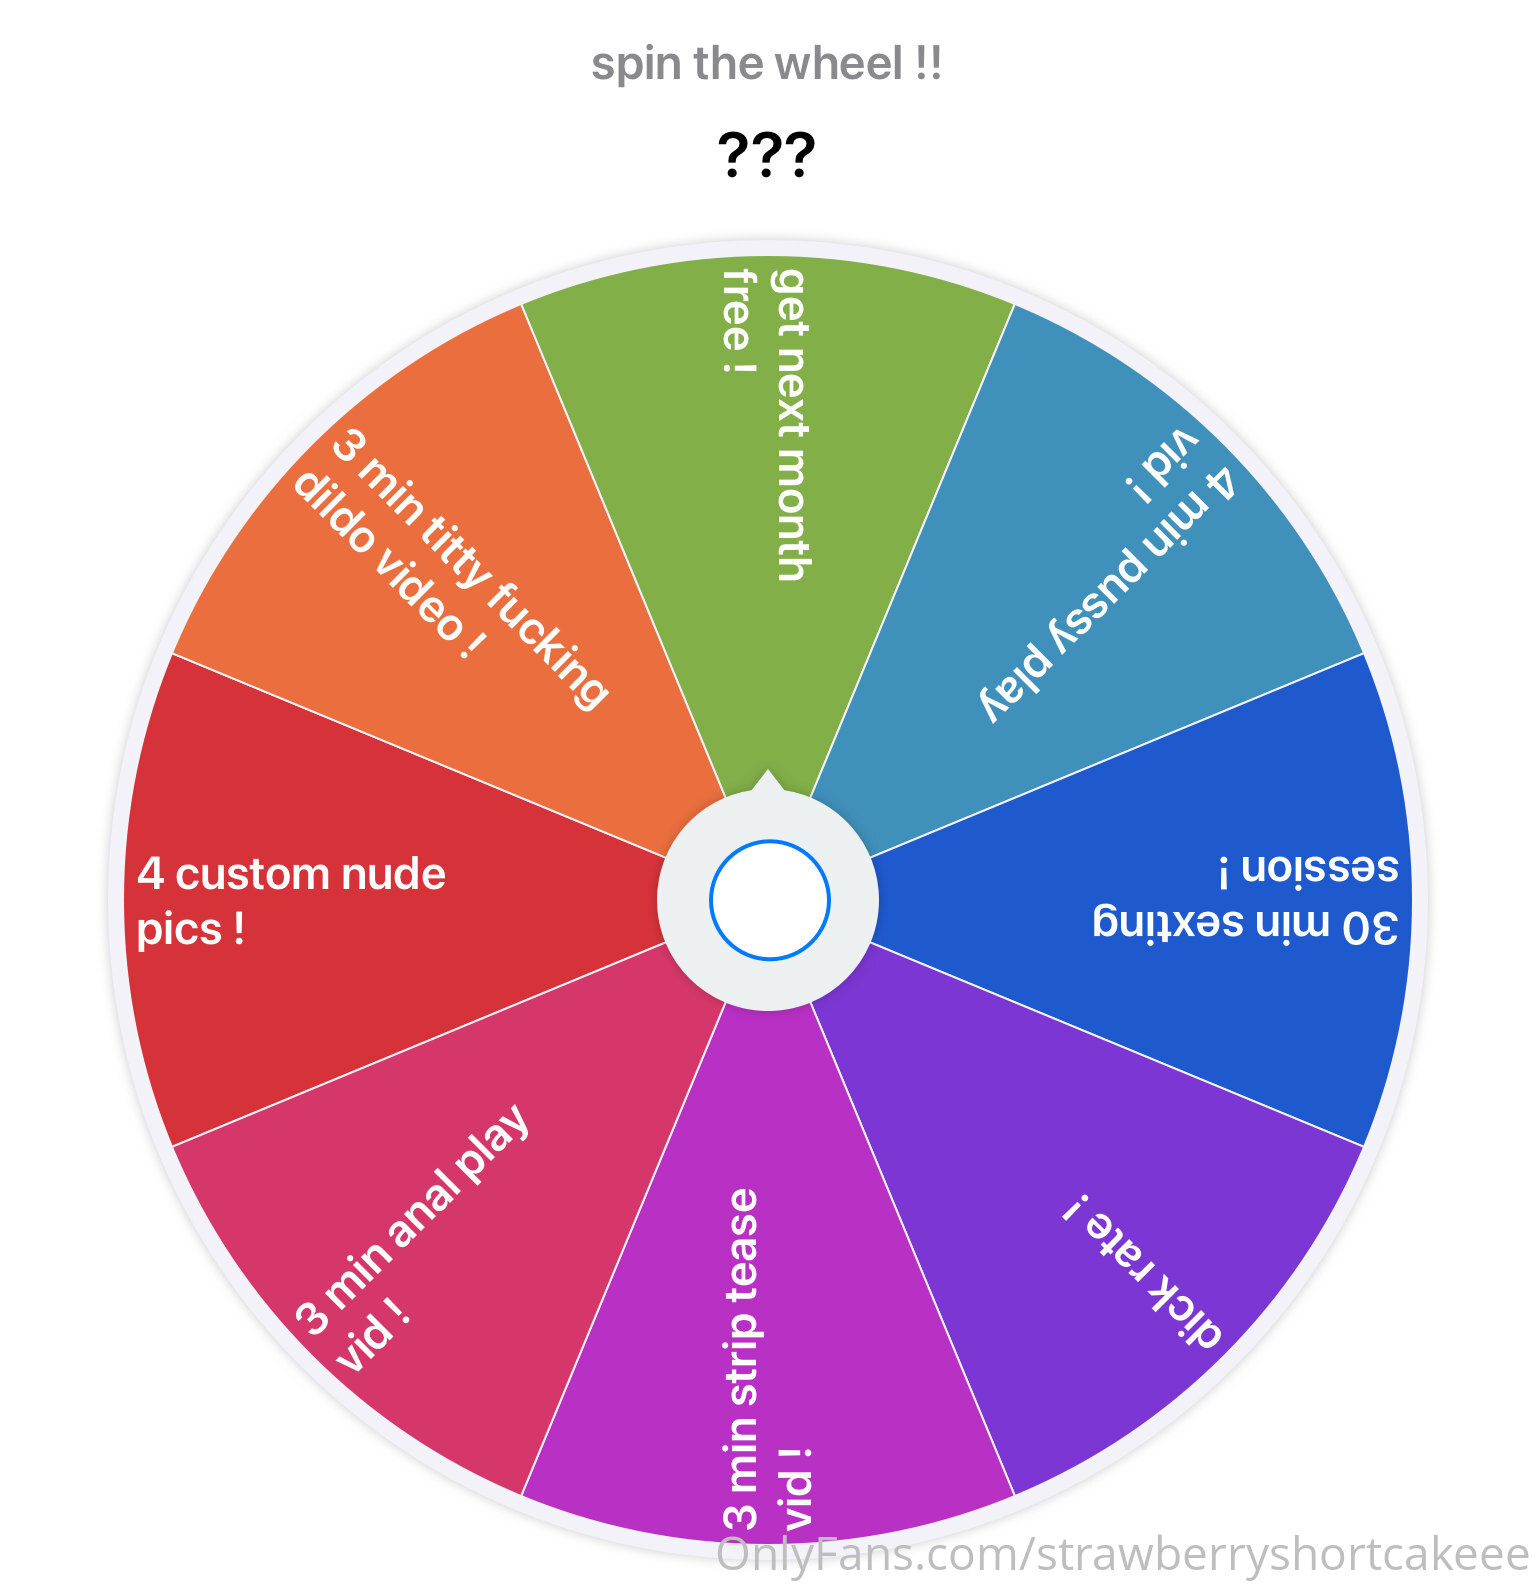 spin the wheel !!
???
get next month
free !
4 min pussy play
vid !
30 min sexting
session !
dick rate !
3 min strip tease
vid !
3 min anal play
vid !
4 custom nude
pics !
3 min titty fucking
dildo video !
OnlyFans.com/strawberryshortcakeee